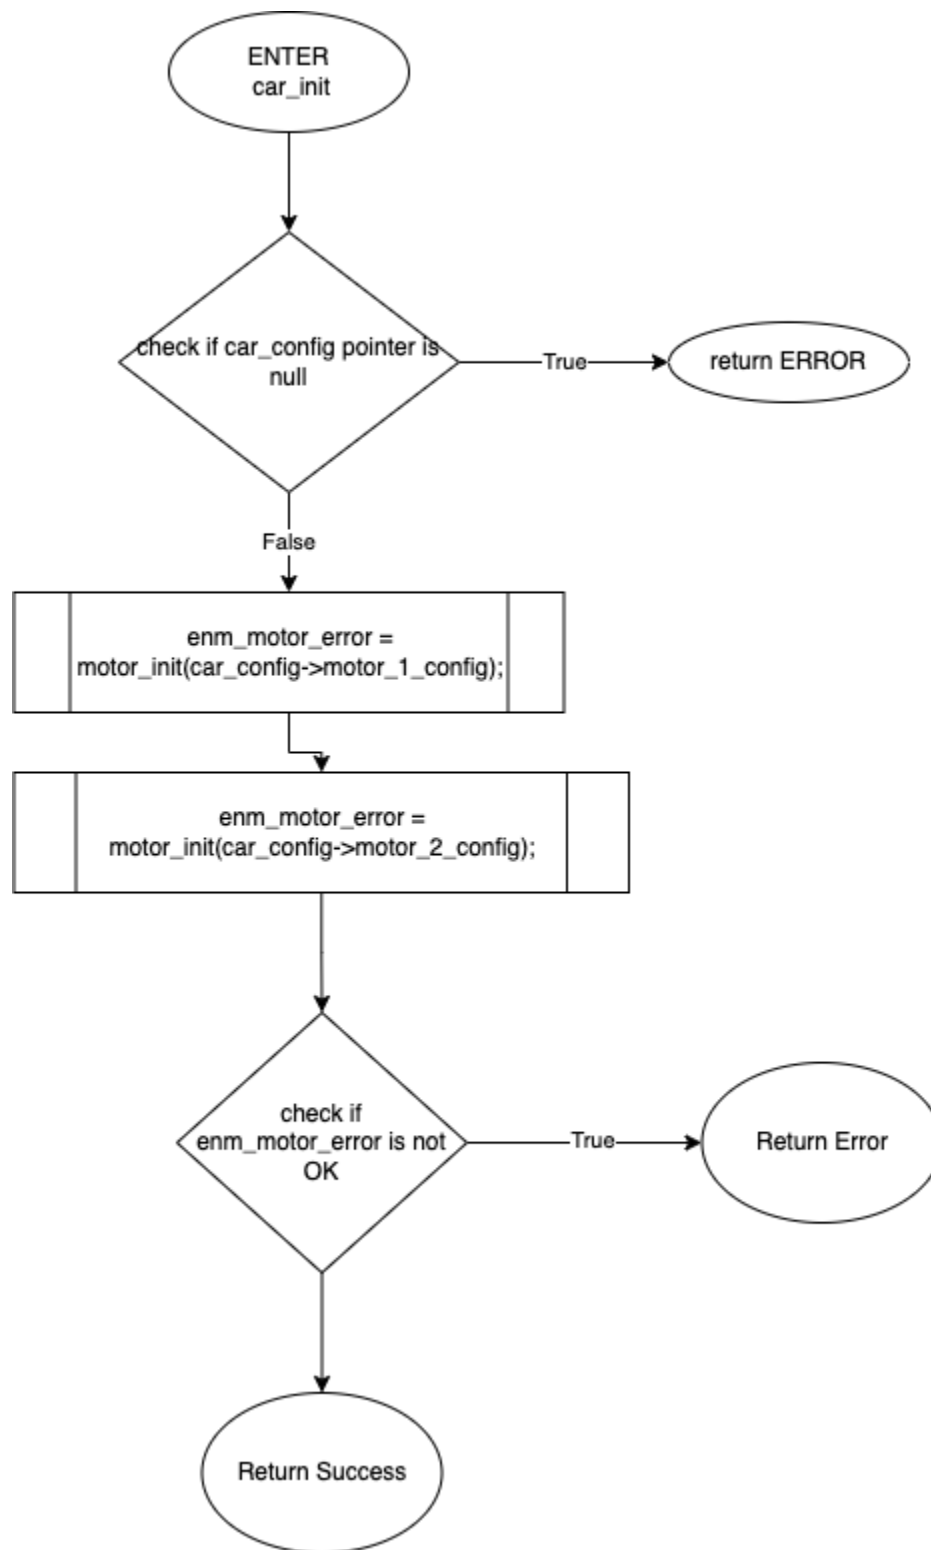 ENTER
car_init
check if car_config pointer is
null
True
return ERROR
False
enm_motor_error =
motor_init(car_config->motor_1_config);
enm_motor_error =
motor_init(car_config->motor_2_config);
check if
enm_motor_error is not
OK
True
Return Error
Return Success